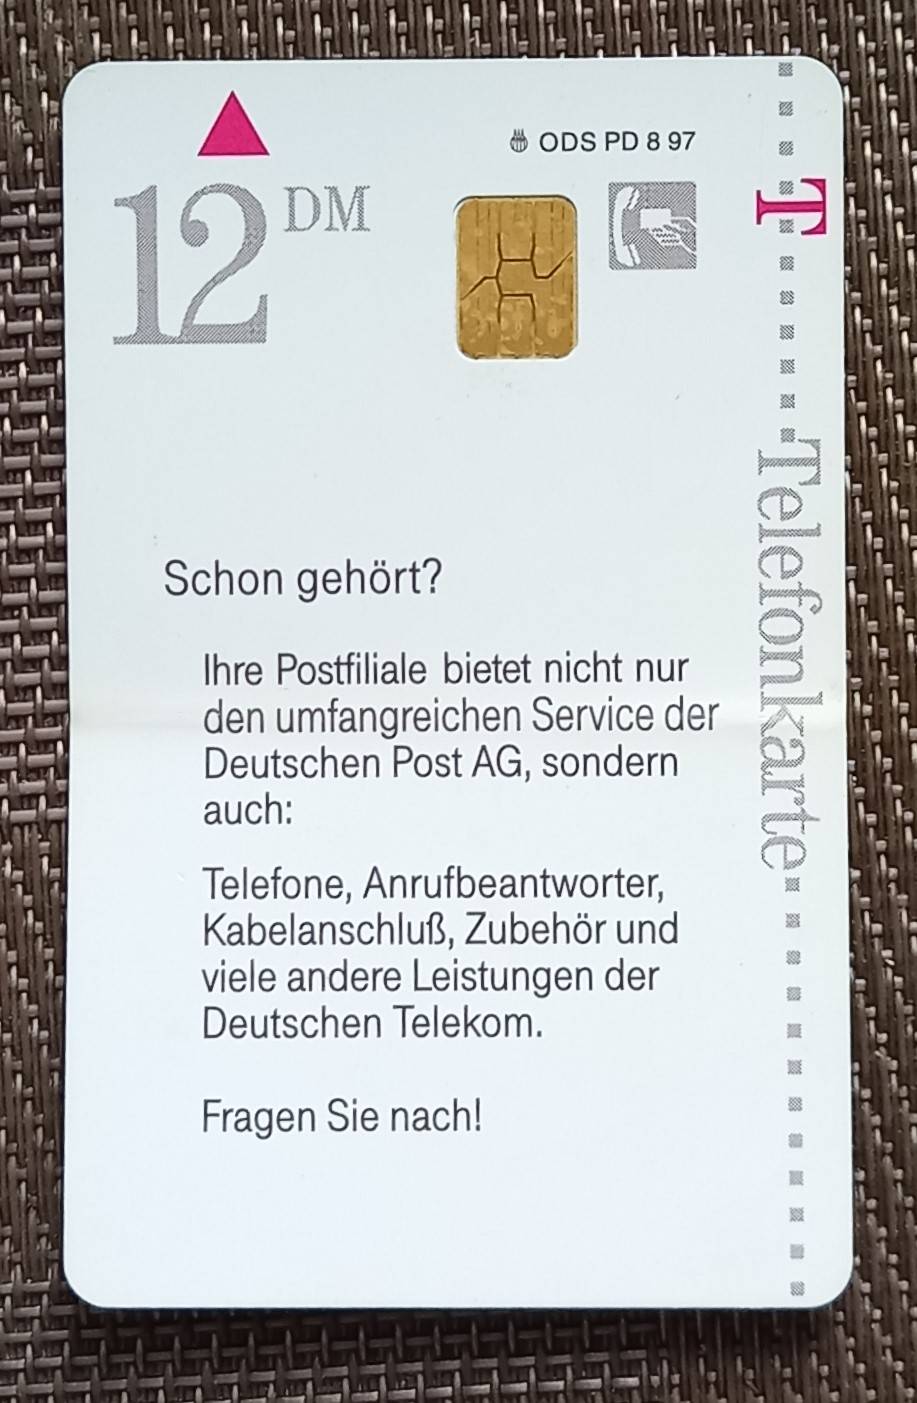 ODS PD 8 97
12 DM
T
Telefonkarte
Schon gehört?
Ihre Postfiliale bietet nicht nur
den umfangreichen Service der
Deutschen Post AG, sondern
auch:
Telefone, Anrufbeantworter,
Kabelanschluß, Zubehör und
viele andere Leistungen der
Deutschen Telekom.
Fragen Sie nach!